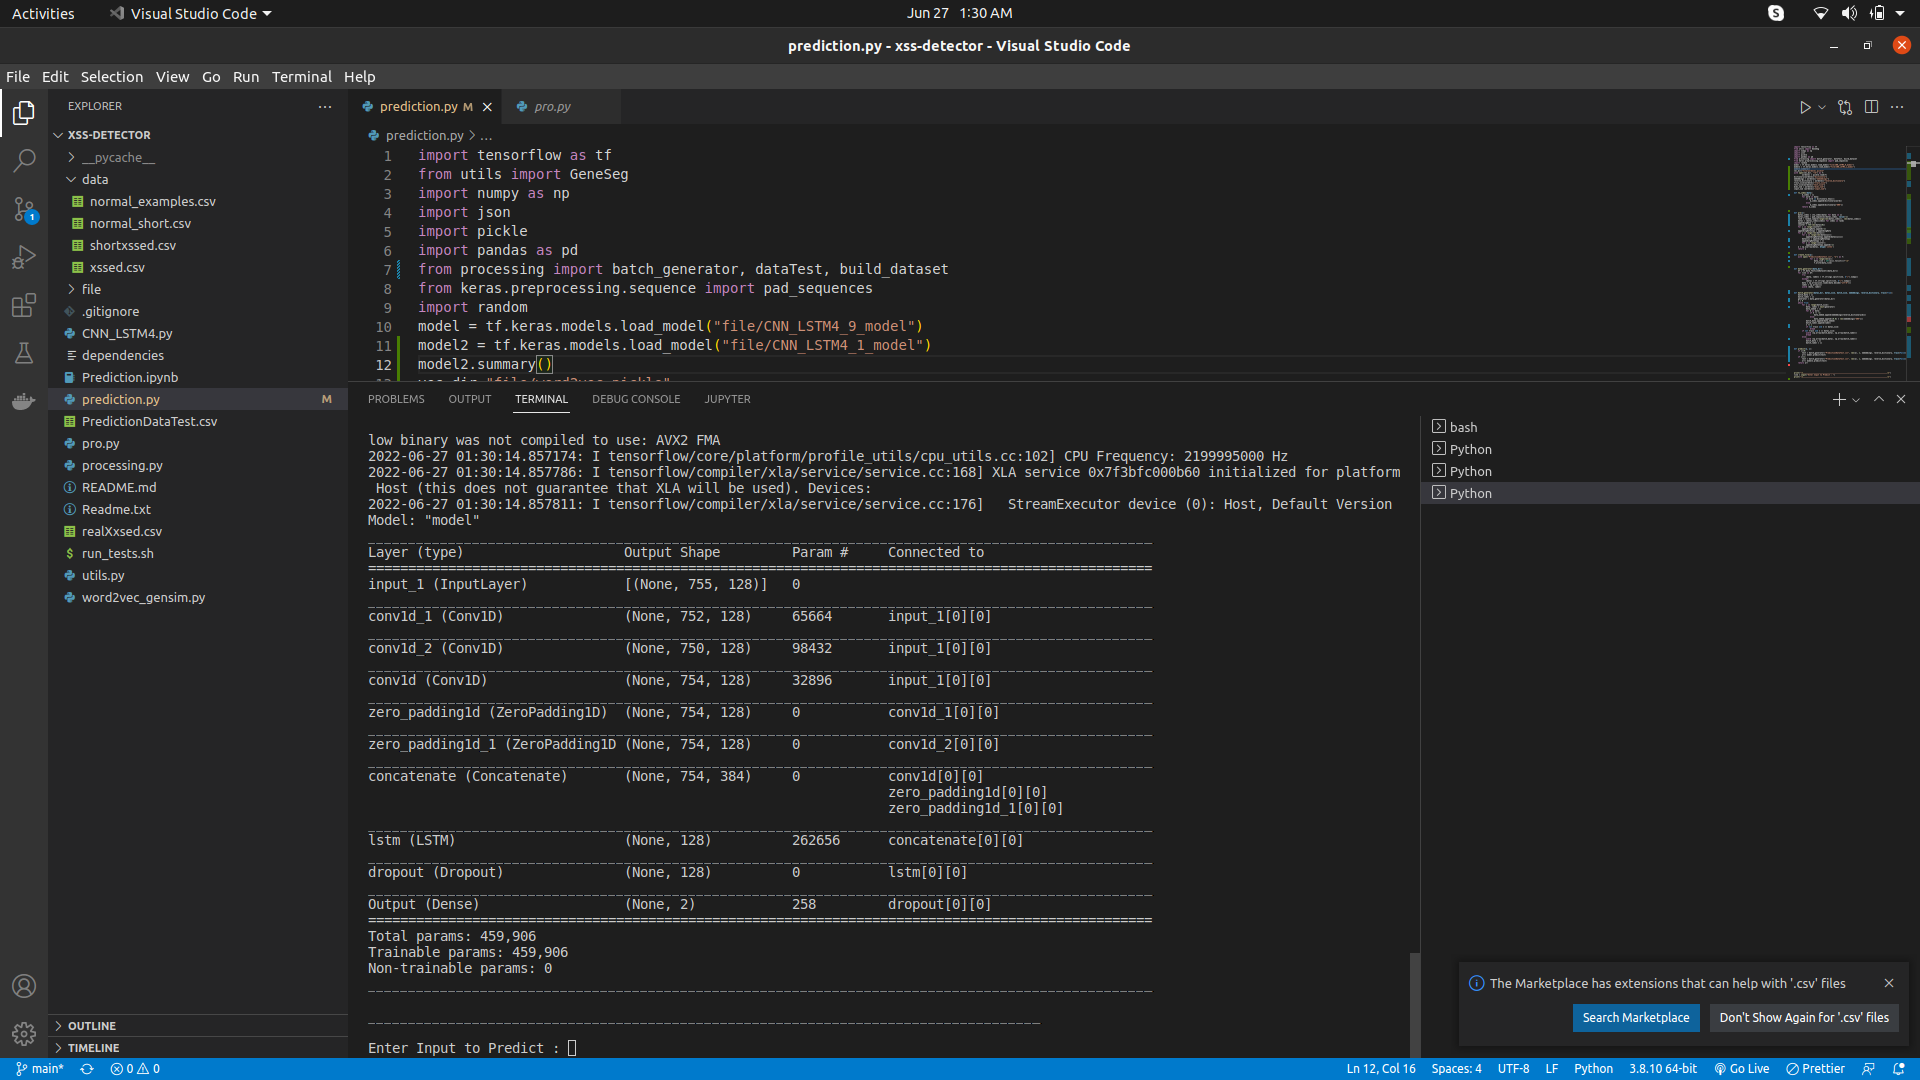 Activities
Visual Studio Code
Jun 27 1:30 AM
prediction.py - xss-detector - Visual Studio Code
File Edit Selection View Go Run Terminal Help
EXPLORER
XSS-DETECTOR
__pycache__
data
normal_examples.csv
normal_short.csv
shortxssed.csv
xssed.csv
file
.gitignore
CNN_LSTM4.py
dependencies
Prediction.ipynb
prediction.py M
PredictionDataTest.csv
pro.py
processing.py
README.md
Readme.txt
realXxsed.csv
run_tests.sh
utils.py
word2vec_gensim.py
OUTLINE
TIMELINE
1
prediction.py M
pro.py
prediction.py > ...
1 import tensorflow as tf
2 from utils import GeneSeg
3 import numpy as np
4 import json
5 import pickle
6 import pandas as pd
7 from processing import batch_generator, dataTest, build_dataset
8 from keras.preprocessing.sequence import pad_sequences
9 import random
10 model = tf.keras.models.load_model("file/CNN_LSTM4_9_model")
11 model2 = tf.keras.models.load_model("file/CNN_LSTM4_1_model")
12 model2.summary()
PROBLEMS OUTPUT TERMINAL DEBUG CONSOLE JUPYTER
low binary was not compiled to use: AVX2 FMA
2022-06-27 01:30:14.857174: I tensorflow/core/platform/profile_utils/cpu_utils.cc:102] CPU Frequency: 2199995000 Hz
2022-06-27 01:30:14.857786: I tensorflow/compiler/xla/service/service.cc:168] XLA service 0x7f3bfc000b60 initialized for platform
Host (this does not guarantee that XLA will be used). Devices:
2022-06-27 01:30:14.857811: I tensorflow/compiler/xla/service/service.cc:176]   StreamExecutor device (0): Host, Default Version
Model: "model"
Layer (type) Output Shape Param # Connected to
input_1 (InputLayer) [(None, 755, 128)] 0
conv1d_1 (Conv1D) (None, 752, 128) 65664 input_1[0][0]
conv1d_2 (Conv1D) (None, 750, 128) 98432 input_1[0][0]
conv1d (Conv1D) (None, 754, 128) 32896 input_1[0][0]
zero_padding1d (ZeroPadding1D) (None, 754, 128) 0 conv1d_1[0][0]
zero_padding1d_1 (ZeroPadding1D (None, 754, 128) 0 conv1d_2[0][0]
concatenate (Concatenate) (None, 754, 384) 0 conv1d[0][0]
zero_padding1d[0][0]
zero_padding1d_1[0][0]
lstm (LSTM) (None, 128) 262656 concatenate[0][0]
dropout (Dropout) (None, 128) 0 lstm[0][0]
Output (Dense) (None, 2) 258 dropout[0][0]
Total params: 459,906
Trainable params: 459,906
Non-trainable params: 0
Enter Input to Predict :
bash
Python
Python
Python
The Marketplace has extensions that can help with '.csv' files
Search Marketplace
Don't Show Again for '.csv' files
main* 0 0
Ln 12, Col 16 Spaces: 4 UTF-8 LF Python 3.8.10 64-bit Go Live Prettier